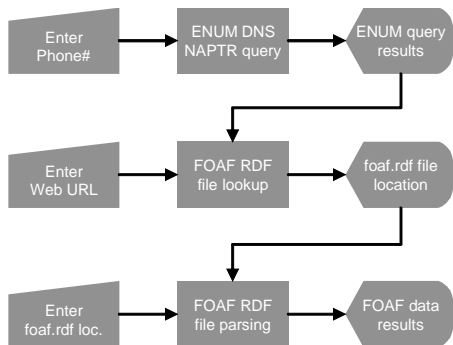 Enter
Phone#
ENUM DNS
NAPTR query
ENUM query
results
Enter
Web URL
FOAF RDF
file lookup
foaf.rdf file
location
Enter
foaf.rdf loc.
FOAF RDF
file parsing
FOAF data
results